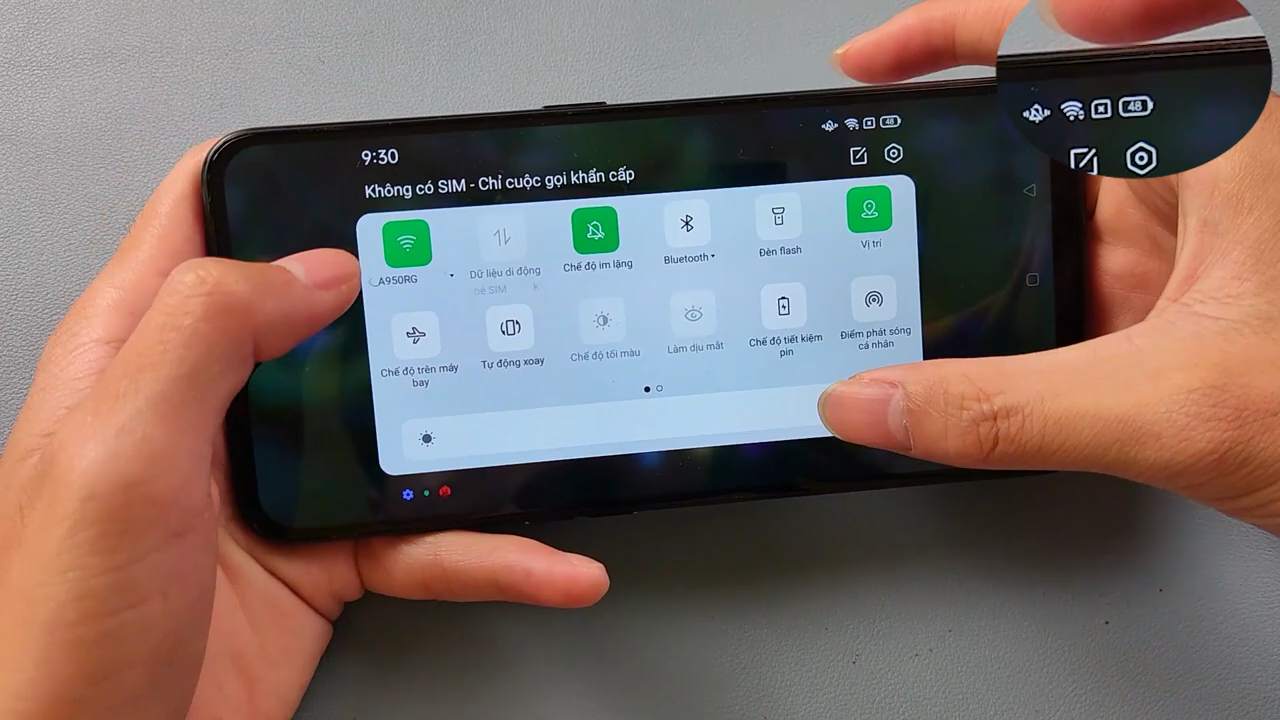 9:30
48
Không có SIM - Chỉ cuộc gọi khẩn cấp
A950RG
Dữ liệu di động
SIM
K
Chế độ im lặng
Bluetooth
Đèn flash
Vị trí
Chế độ trên máy
bay
Tự động xoay
Chế độ tối màu
Làm dịu mắt
Chế độ tiết kiệm
pin
Điểm phát sóng
cá nhân
48